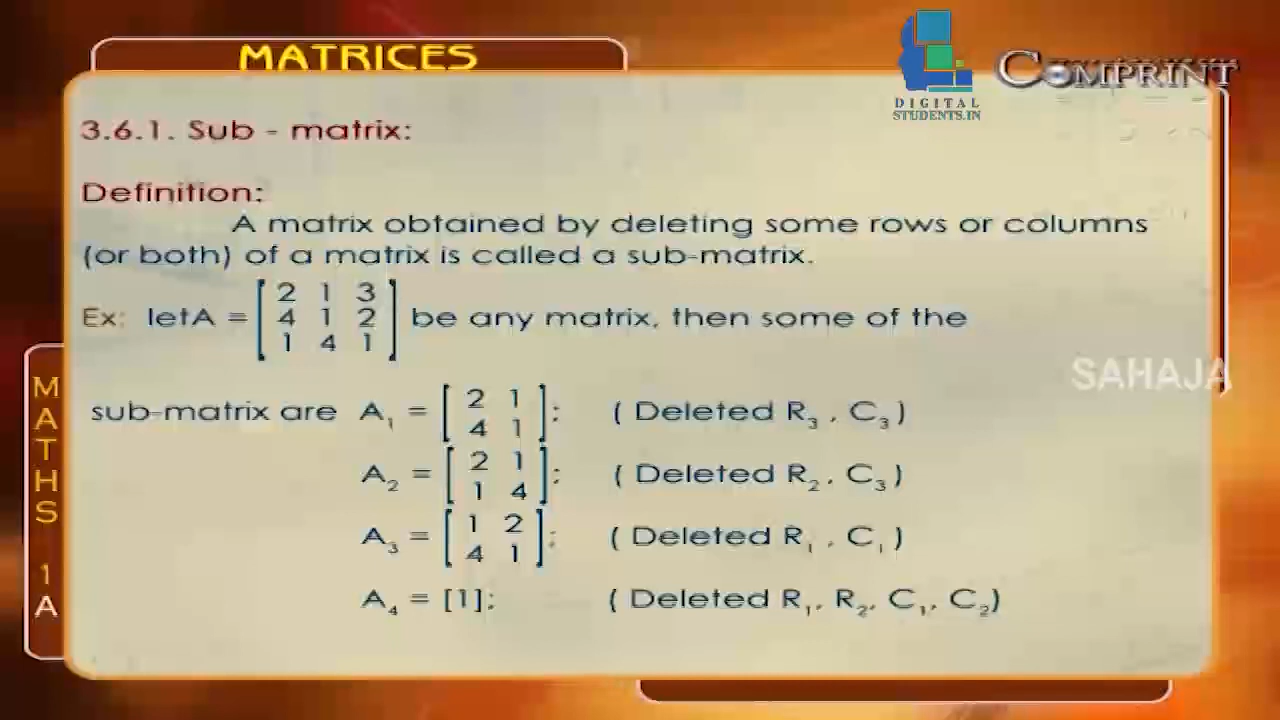 MATRICES
DIGITAL
STUDENTS.IN
COMPRINT
3.6.1. Sub - matrix:
Definition:
A matrix obtained by deleting some rows or columns
(or both) of a matrix is called a sub-matrix.
2 1 3
Ex: let A = [ 4 1 2 ] be any matrix, then some of the
1 4 1
SAHAJA
sub-matrix are A₁ = [ 2 1
4 1 ]; ( Deleted R₃ , C₃ )
A₂ = [ 2 1
1 4 ]; ( Deleted R₂ , C₃ )
A₃ = [ 1 2
4 1 ]; ( Deleted R₁ , C₁ )
A₄ = [1]; ( Deleted R₁, R₂, C₁, C₂)
MATHS 1A